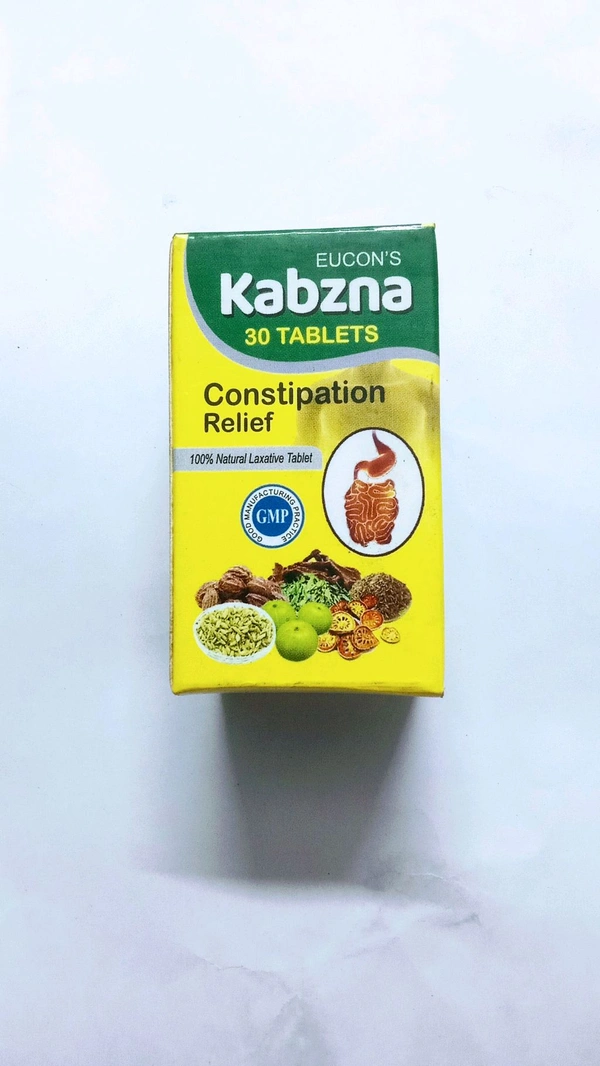 EUCON'S
Kabzna
30 TABLETS
Constipation
Relief
100% Natural Laxative Tablet
GOOD MANUFACTURING PRACTICE
GMP